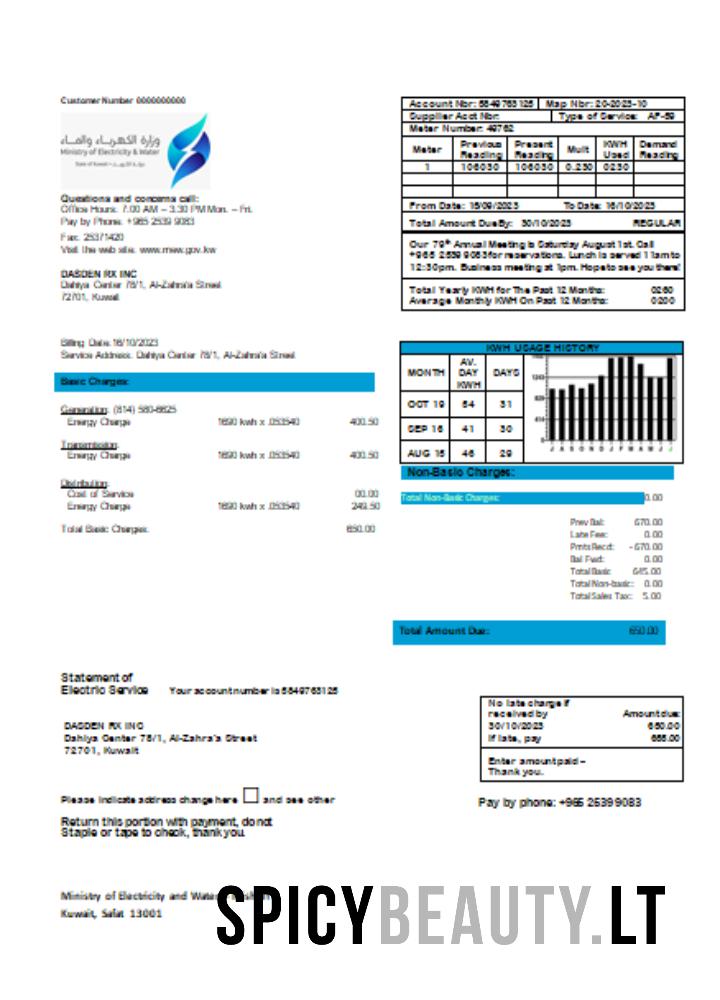 Customer Number 0000000000
وزارة الكهرباء والماء
Ministry of Electricity & Water
Questions and concerns call:
Office Hours: 7.00 AM – 3.30 PM Mon. – Fri.
Pay by Phone: +965 2539 9083
Fax: 25371420
Visit the web site: www.mew.gov.kw
DASDEN RX INC
Dahiya Center 78/1, Al-Zahra'a Street
72701, Kuwait
Account Nbr: 5849763125 Map Nbr: 20-2023-10
Supplier Acct Nbr: Type of Service: AF-59
Meter Number: 49762
Meter Previous Reading Present Reading Mult KWH Used Demand Reading
1 106030 106030 0.230 0230
From Date: 15/09/2023 To Date: 16/10/2023
Total Amount Due By: 30/10/2023 REGULAR
Our 79th Annual Meeting is Saturday August 1st. Call
+965 2539 9083 for reservations. Lunch is served 11am to
12:30pm. Business meeting at 1pm. Hope to see you there!
Total Yearly KWH for The Past 12 Months: 0260
Average Monthly KWH On Past 12 Months: 0200
Billing Date:16/10/2023
Service Address: Dahiya Center 78/1, Al-Zahra'a Street
Basic Charges:
Generation: (814) 580-6625
Energy Charge 1690 kwh x .053540 400.50
Transmission:
Energy Charge 1690 kwh x .053540 400.50
Distribution:
Cost of Service 00.00
Energy Charge 1690 kwh x .053540 249.50
Total Basic Charges: 650.00
KWH USAGE HISTORY
MONTH AV. DAY KWH DAYS
OCT 19 54 31
SEP 16 41 30
AUG 15 46 29
J A S O N D J F M A M J J
Non-Basic Charges:
Total Non-Basic Charges: 0.00
Prev Bal: 670.00
Late Fee: 0.00
Pmts Recd: -670.00
Bal Fwd: 0.00
Total Basic 645.00
Total Non-basic: 0.00
Total Sales Tax: 5.00
Total Amount Due: 650.00
Statement of
Electric Service Your account number is 5849763125
DASDEN RX INC
Dahiya Center 78/1, Al-Zahra'a Street
72701, Kuwait
No late charge if
received by Amount due:
30/10/2023 650.00
If late, pay 655.00
Enter amount paid –
Thank you.
Please indicate address change here and see other
Return this portion with payment, do not
Staple or tape to check, thank you.
Pay by phone: +965 2539 9083
Ministry of Electricity and Water
Kuwait, Safat 13001
SPICYBEAUTY.LT